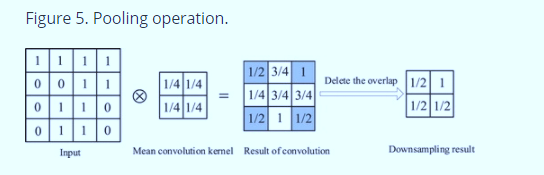 Figure 5. Pooling operation.
1 1 1 1
0 0 1 1
0 1 1 0
0 1 1 0
Input
⊗
1/4 1/4
1/4 1/4
Mean convolution kernel
=
1/2 3/4 1
1/4 3/4 3/4
1/2 1 1/2
Result of convolution
Delete the overlap
1/2 1
1/2 1/2
Downsampling result